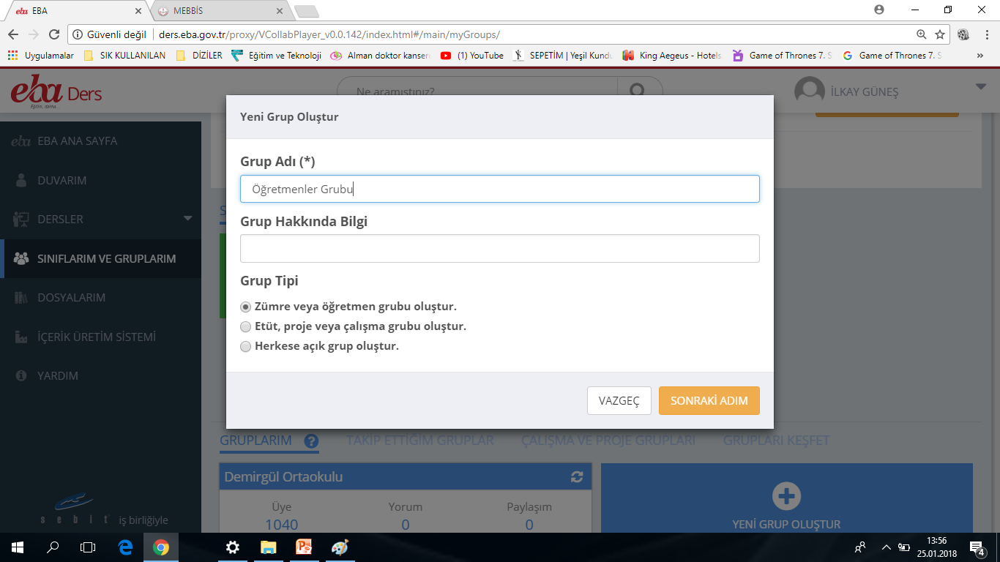 eba EBA
MEBBİS
Güvenli değil ders.eba.gov.tr/proxy/VCollabPlayer_v0.0.142/index.html#/main/myGroups/
Uygulamalar SIK KULLANILAN DİZİLER Eğitim ve Teknoloji Alman doktor kanser (1) YouTube SEPETİM | Yeşil Kund King Aegeus - Hotels Game of Thrones 7. S Game of Thrones 7. S »
eba Ders
Eğitim, daima...
Ne aramıştınız?
İLKAY GÜNEŞ
eba EBA ANA SAYFA
DUVARIM
DERSLER
SINIFLARIM VE GRUPLARIM
DOSYALARIM
İÇERİK ÜRETİM SİSTEMİ
YARDIM
sebit iş birliğiyle
Yeni Grup Oluştur
Grup Adı (*)
Öğretmenler Grubu
Grup Hakkında Bilgi
Grup Tipi
Zümre veya öğretmen grubu oluştur.
Etüt, proje veya çalışma grubu oluştur.
Herkese açık grup oluştur.
VAZGEÇ SONRAKİ ADIM
S
GRUPLARIM ? TAKİP ETTİĞİM GRUPLAR ÇALIŞMA VE PROJE GRUPLARI GRUPLARI KEŞFET
Demirgül Ortaokulu
Üye Yorum Paylaşım
1040 0 0
YENİ GRUP OLUŞTUR
13:56
25.01.2018
4